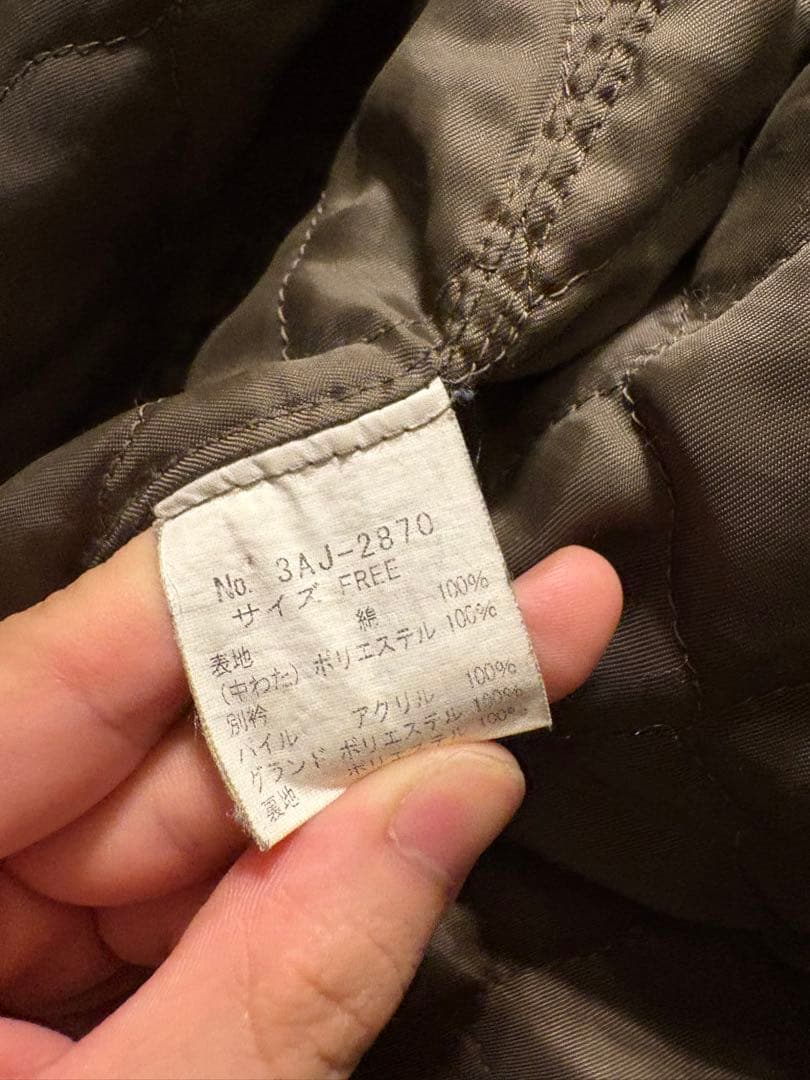 No. 3AJ-2870
サイズ FREE
表地 綿 100%
(中わた) ポリエステル 100%
別衿
パイル アクリル 100%
グランド ポリエステル 100%
裏地 ポリエステル 100%